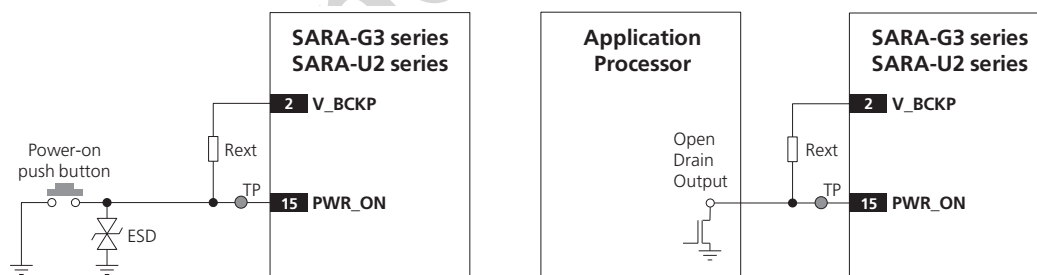 SARA-G3 series
SARA-U2 series
2 V_BCKP
Rext
Power-on
push button
TP
15 PWR_ON
ESD
Application
Processor
Open
Drain
Output
SARA-G3 series
SARA-U2 series
2 V_BCKP
Rext
TP
15 PWR_ON